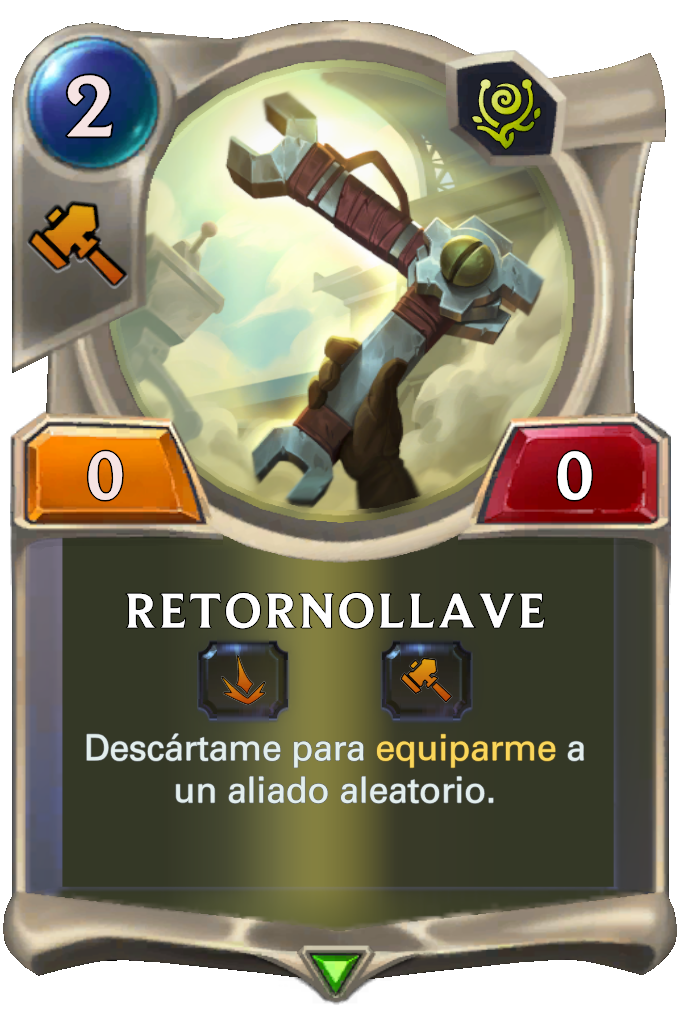 2
0
0
RETORNOLLAVE
Descártame para equiparme a
un aliado aleatorio.